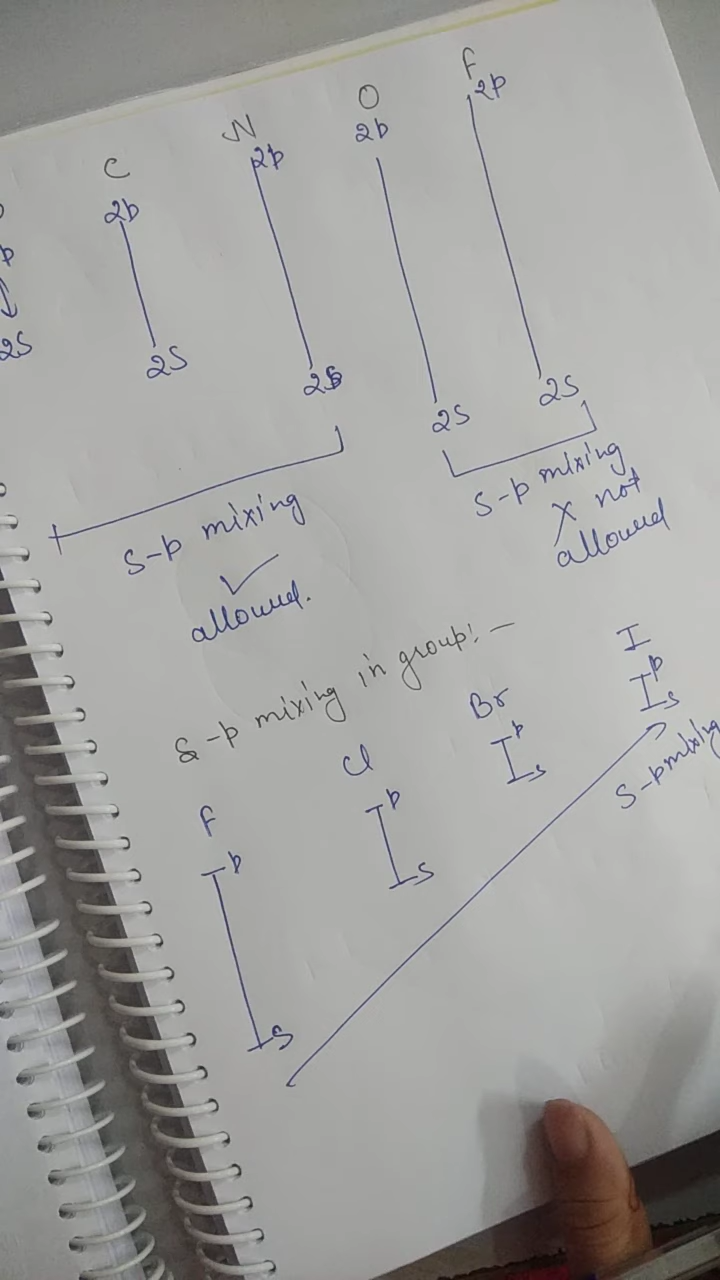 C N O F
2p 2p 2p 2p
p
2S
2S 2S 2S 2S
S-p mixing
allowed.
S-p mixing
X not
allowed
S-p mixing in group:-
F Cl Br I
p p p p
S S S S
S-p mixing